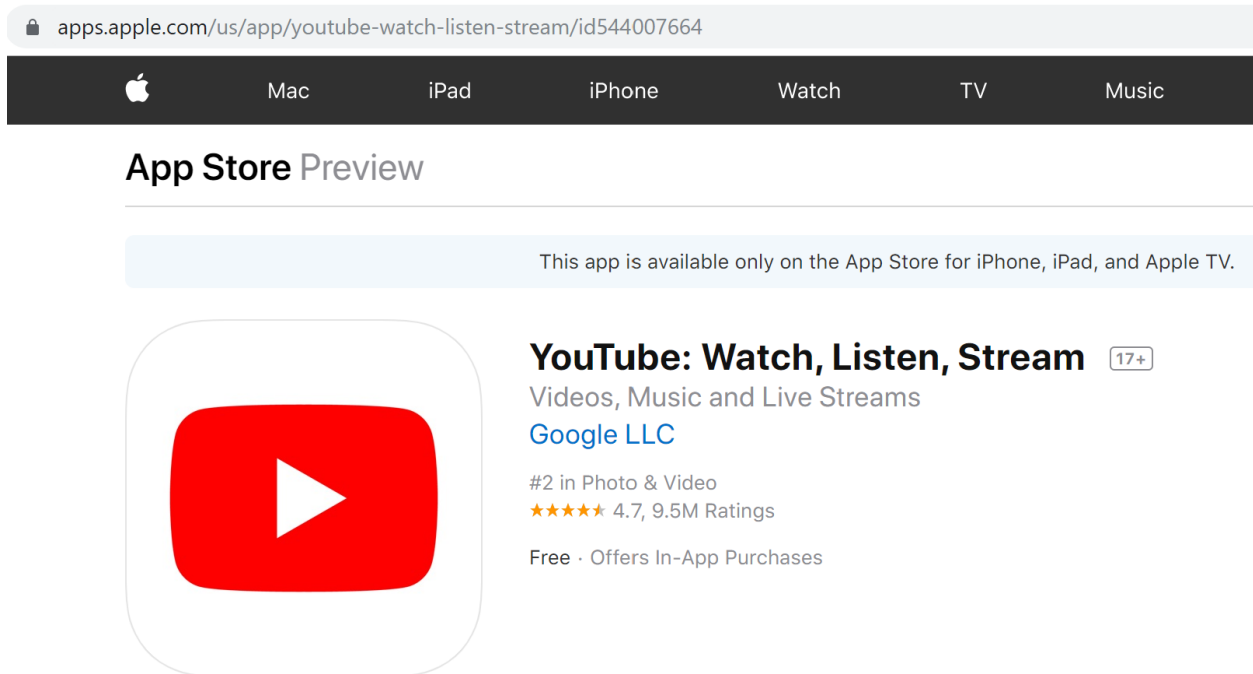 apps.apple.com/us/app/youtube-watch-listen-stream/id544007664
Mac iPad iPhone Watch TV Music
App Store Preview
This app is available only on the App Store for iPhone, iPad, and Apple TV.
YouTube: Watch, Listen, Stream 17+
Videos, Music and Live Streams
Google LLC
#2 in Photo & Video
★★★★⯨ 4.7, 9.5M Ratings
Free · Offers In-App Purchases